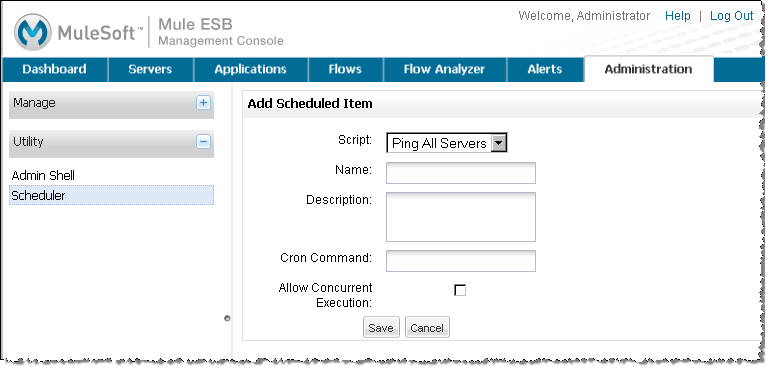 Welcome, Administrator Help | Log Out
MuleSoft™ Mule ESB
Management Console
Dashboard Servers Applications Flows Flow Analyzer Alerts Administration
Manage
Utility
Admin Shell
Scheduler
Add Scheduled Item
Script: Ping All Servers
Name:
Description:
Cron Command:
Allow Concurrent
Execution:
Save Cancel